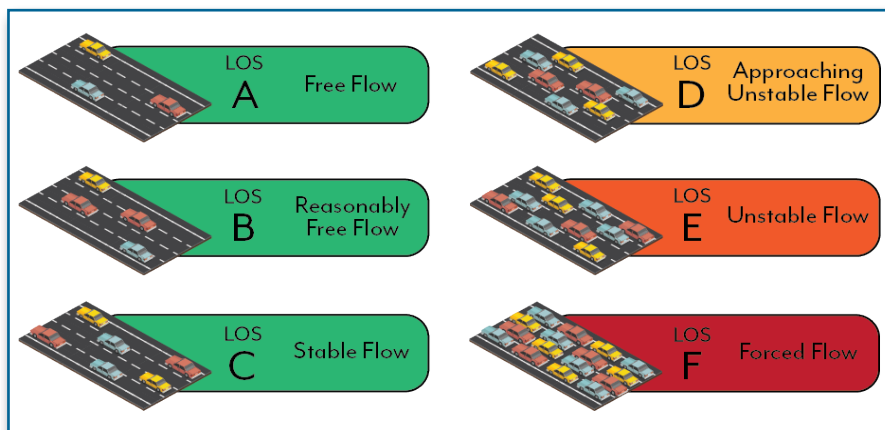 LOS
A
Free Flow
LOS
B
Reasonably
Free Flow
LOS
C
Stable Flow
LOS
D
Approaching
Unstable Flow
LOS
E
Unstable Flow
LOS
F
Forced Flow